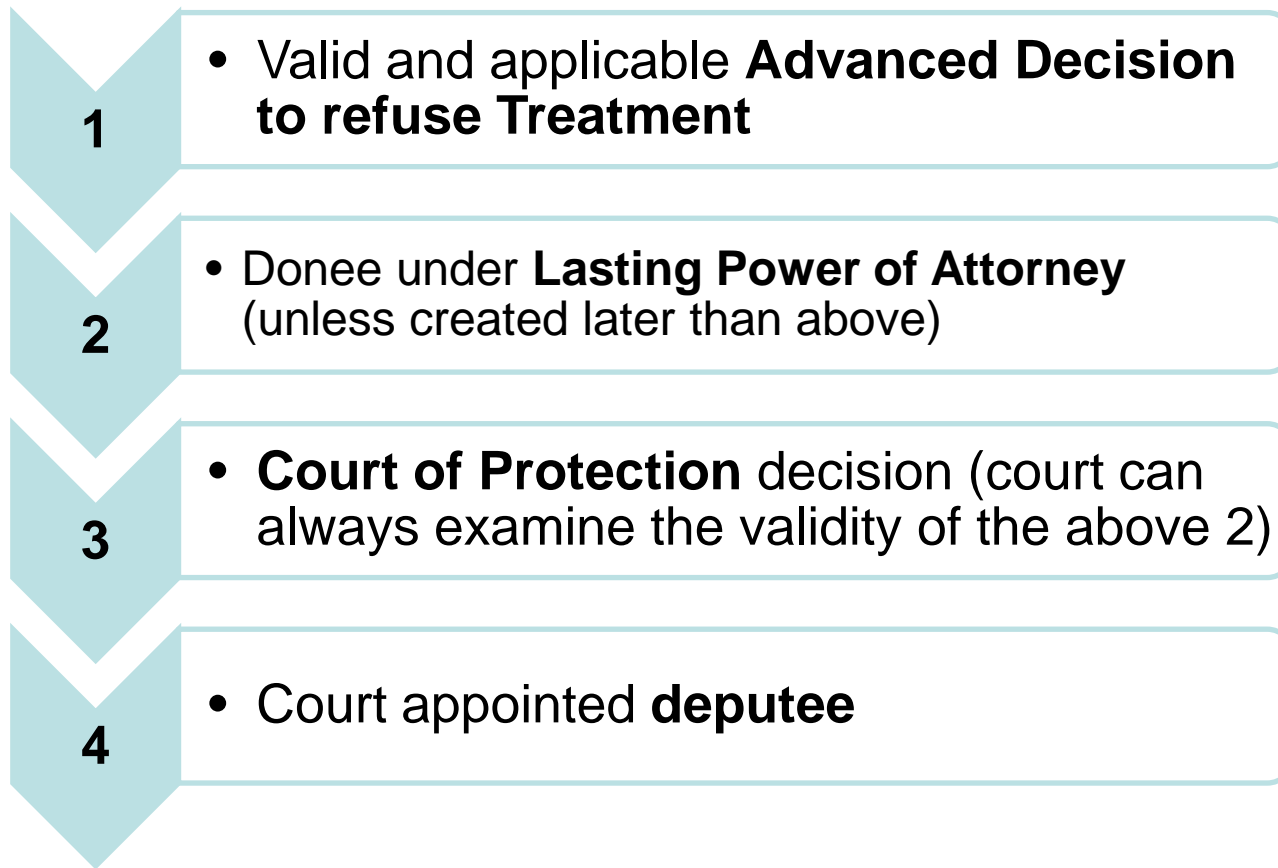 1
• Valid and applicable Advanced Decision
to refuse Treatment
2
• Donee under Lasting Power of Attorney
(unless created later than above)
3
• Court of Protection decision (court can
always examine the validity of the above 2)
4
• Court appointed deputee